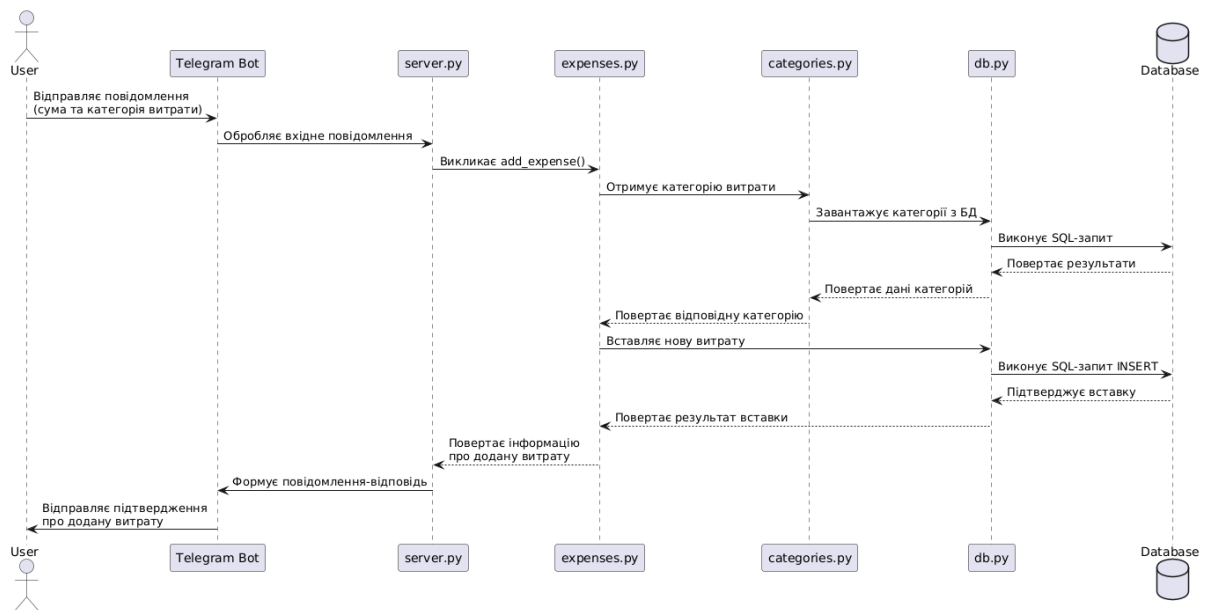 User
Telegram Bot
server.py
expenses.py
categories.py
db.py
Database
Відправляє повідомлення
(сума та категорія витрати)
Обробляє вхідне повідомлення
Викликає add_expense()
Отримує категорію витрати
Завантажує категорії з БД
Виконує SQL-запит
Повертає результати
Повертає дані категорій
Повертає відповідну категорію
Вставляє нову витрату
Виконує SQL-запит INSERT
Підтверджує вставку
Повертає результат вставки
Повертає інформацію
про додану витрату
Формує повідомлення-відповідь
Відправляє підтвердження
про додану витрату
User
Telegram Bot
server.py
expenses.py
categories.py
db.py
Database